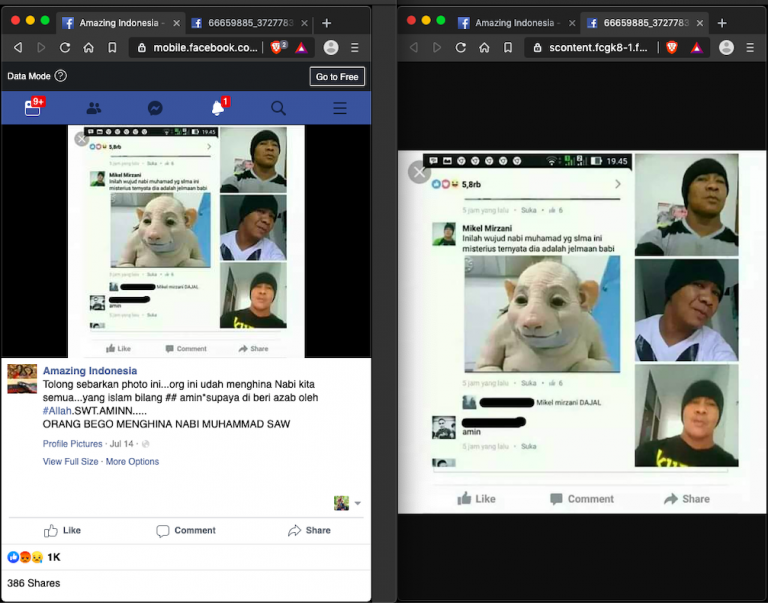 Amazing Indonesia -
66659885_3727783
mobile.facebook.co...
2
Data Mode
Go to Free
9+
1
19.45
5,8rb
5 jam yang lalu · Suka · 6
Mikel Mirzani
Inilah wujud nabi muhamad yg slma ini
misterius ternyata dia adalah jelmaan babi
5 jam yang lalu · Suka · 6
Mikel mirzani DAJAL
amin
5 jam yang lalu · Suka
Like
Comment
Share
Amazing Indonesia
Tolong sebarkan photo ini...org ini udah menghina Nabi kita
semua...yang islam bilang ## amin*supaya di beri azab oleh
#Allah.SWT.AMINN.....
ORANG BEGO MENGHINA NABI MUHAMMAD SAW
Profile Pictures · Jul 14 ·
View Full Size · More Options
Like
Comment
Share
1K
386 Shares
Amazing Indonesia -
66659885_3727783
scontent.fcgk8-1.f...
19.45
5,8rb
5 jam yang lalu · Suka · 6
Mikel Mirzani
Inilah wujud nabi muhamad yg slma ini
misterius ternyata dia adalah jelmaan babi
5 jam yang lalu · Suka · 6
Mikel mirzani DAJAL
amin
5 jam yang lalu · Suka
Like
Comment
Share